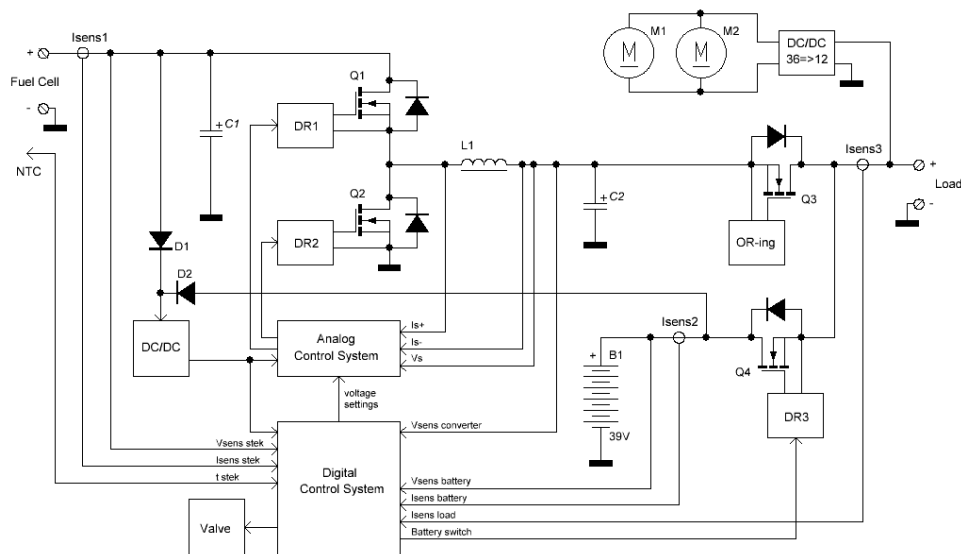 Isens1
+
Fuel Cell
-
NTC
C1
+
Q1
DR1
Q2
DR2
L1
C2
+
M1
M
M2
M
DC/DC
36=>12
Isens3
+
Load
-
Q3
OR-ing
D1
D2
DC/DC
Analog
Control System
Is+
Is-
Vs
voltage
settings
Isens2
+
B1
39V
Q4
DR3
Digital
Control System
Vsens stek
Isens stek
t stek
Vsens converter
Vsens battery
Isens battery
Isens load
Battery switch
Valve